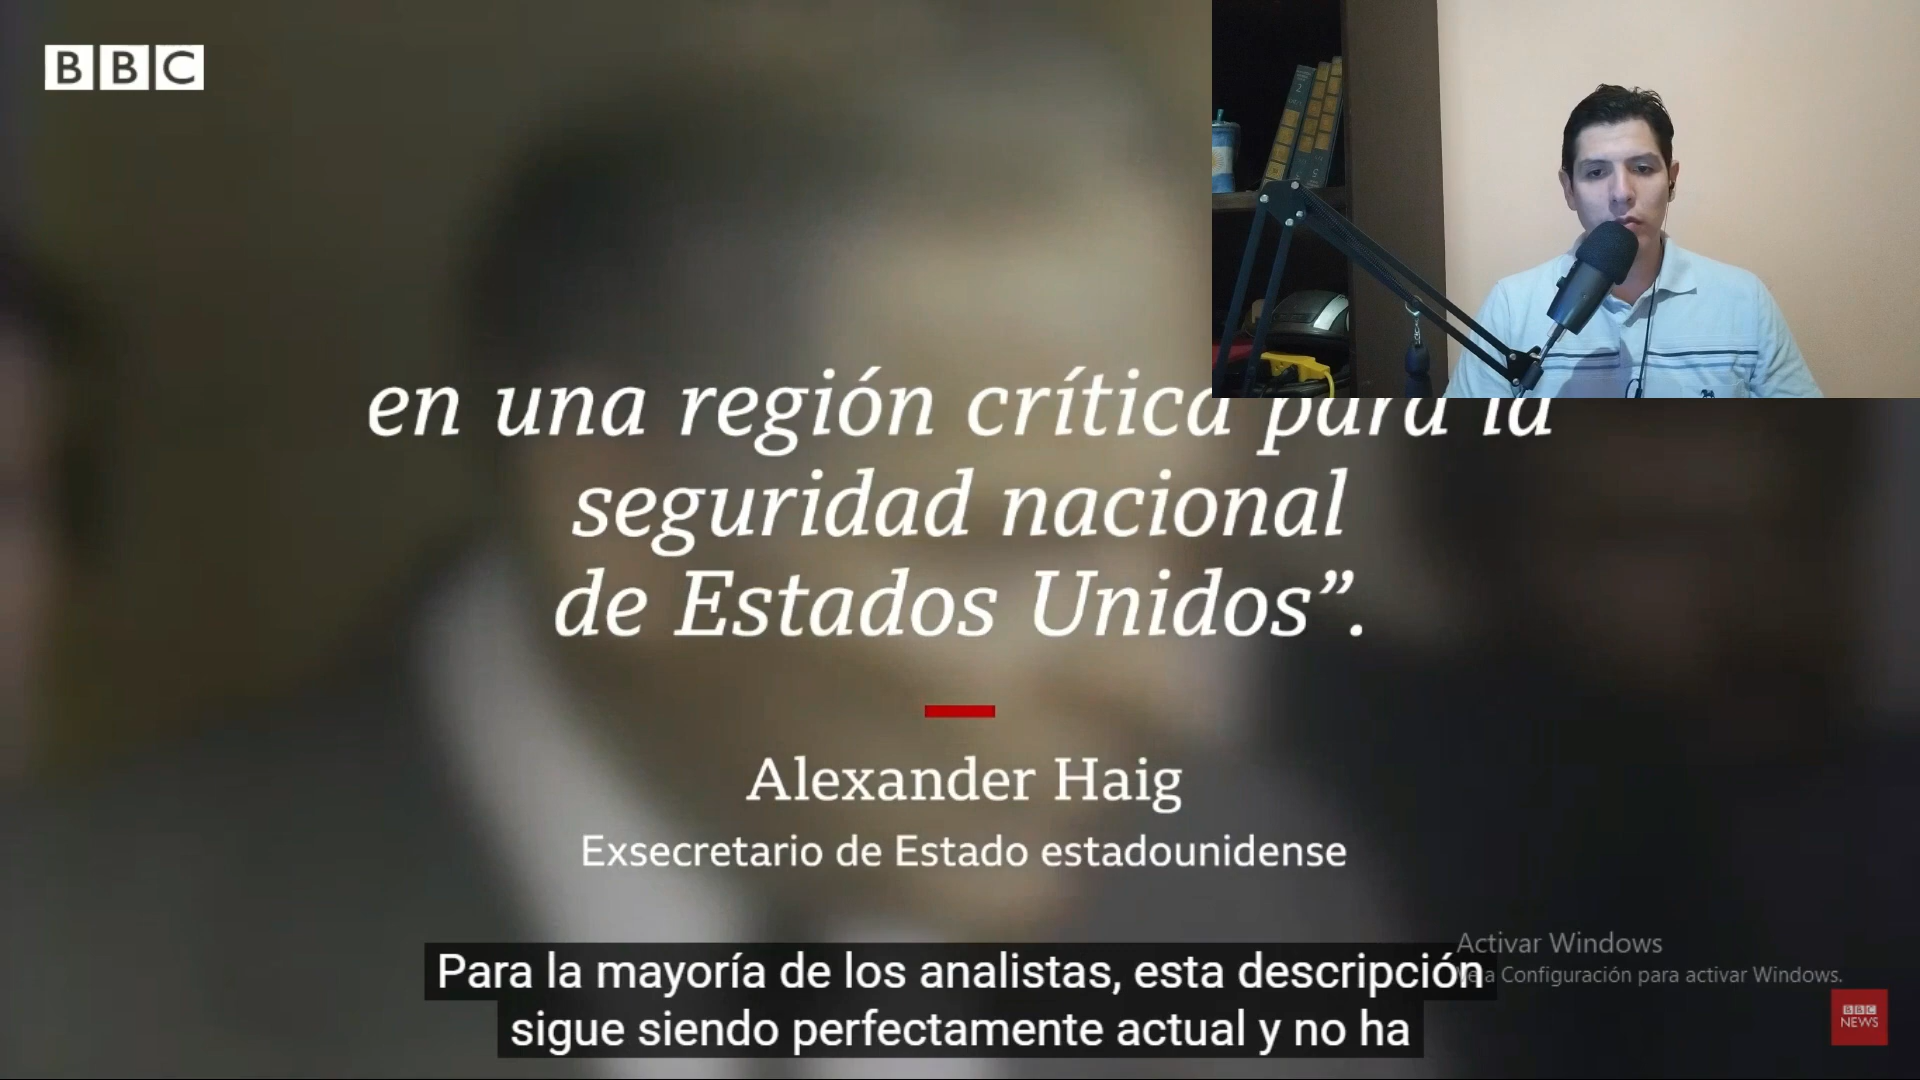 BBC
en una región crítica para la
seguridad nacional
de Estados Unidos”.
Alexander Haig
Exsecretario de Estado estadounidense
Para la mayoría de los analistas, esta descripción
sigue siendo perfectamente actual y no ha
Activar Windows
a Configuración para activar Windows.
BBC
NEWS